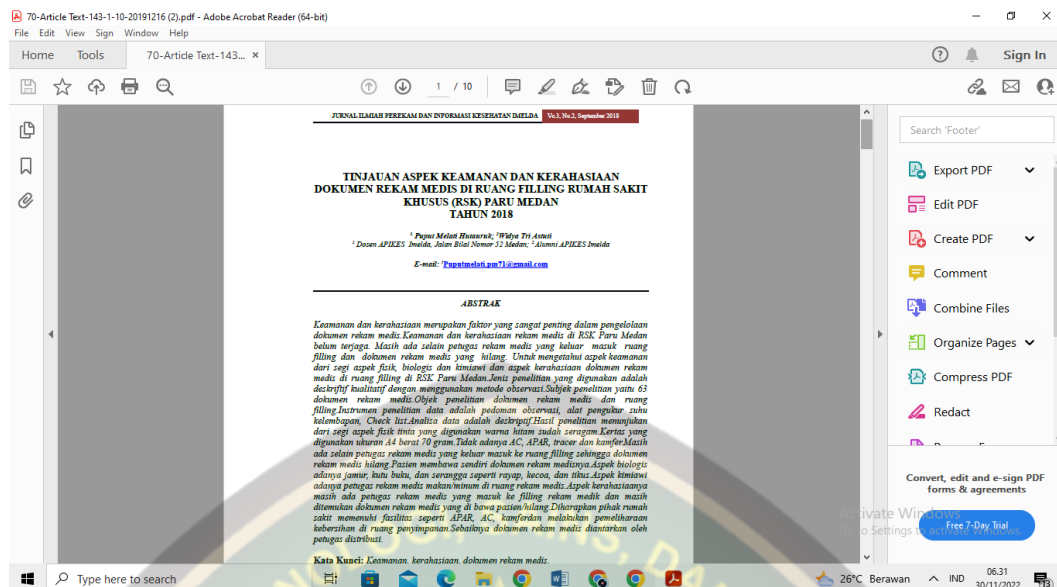 70-Article Text-143-1-10-20191216 (2).pdf - Adobe Acrobat Reader (64-bit)
File Edit View Sign Window Help
Home Tools 70-Article Text-143... × Sign In
1 / 10
JURNAL ILMIAH PEREKAM DAN INFORMASI KESEHATAN IMELDA Vo.3, No.2, September 2018
TINJAUAN ASPEK KEAMANAN DAN KERAHASIAAN
DOKUMEN REKAM MEDIS DI RUANG FILLING RUMAH SAKIT
KHUSUS (RSK) PARU MEDAN
TAHUN 2018
1 Puput Melati Hutauruk; 2Widya Tri Astuti
1 Dosen APIKES Imelda, Jalan Bilal Nomor 52 Medan; 2 Alumni APIKES Imelda
E-mail: 1Puputmelati.pm71@gmail.com
ABSTRAK
Keamanan dan kerahasiaan merupakan faktor yang sangat penting dalam pengelolaan
dokumen rekam medis.Keamanan dan kerahasiaan rekam medis di RSK Paru Medan
belum terjaga. Masih ada selain petugas rekam medis yang keluar masuk ruang
filling dan dokumen rekam medis yang hilang. Untuk mengetahui aspek keamanan
dari segi aspek fisik, biologis dan kimiawi dan aspek kerahasiaan dokumen rekam
medis di ruang filling di RSK Paru Medan.Jenis penelitian yang digunakan adalah
deskriftif kualitatif dengan menggunakan metode observasi.Subjek penelitian yaitu 63
dokumen rekam medis.Objek penelitian dokumen rekam medis dan ruang
filling.Instrumen penelitian data adalah pedoman observasi, alat pengukur suhu
kelembapan, Check list.Analisa data adalah deskriptif.Hasil penelitian menunjukan
dari segi aspek fisik tinta yang digunakan warna hitam sudah seragam.Kertas yang
digunakan ukuran A4 berat 70 gram.Tidak adanya AC, APAR, tracer dan kamfer.Masih
ada selain petugas rekam medis yang keluar masuk ke ruang filling sehingga dokumen
rekam medis hilang.Pasien membawa sendiri dokumen rekam medisnya.Aspek biologis
adanya jamur, kutu buku, dan serangga seperti rayap, kecoa, dan tikus.Aspek kimiawi
adanya petugas rekam medis makan/minum di ruang rekam medis.Aspek kerahasiaanya
masih ada petugas rekam medis yang masuk ke filling rekam medik dan masih
ditemukan dokumen rekam medis yang di bawa pasien/hilang.Diharapkan pihak rumah
sakit memenuhi fasilitas seperti APAR, AC, kamferdan melakukan pemeliharaan
kebersihan di ruang penyimpanan.Sebaiknya dokumen rekam medis diantarkan oleh
petugas distribusi.
Kata Kunci: Keamanan, kerahasiaan, dokumen rekam medis.
Search 'Footer'
Export PDF
Edit PDF
Create PDF
Comment
Combine Files
Organize Pages
Compress PDF
Redact
Convert, edit and e-sign PDF
forms & agreements
Free 7-Day Trial
Activate Windows
Go to Settings to activate Windows.
Type here to search
26°C Berawan
IND
06.31
30/11/2022